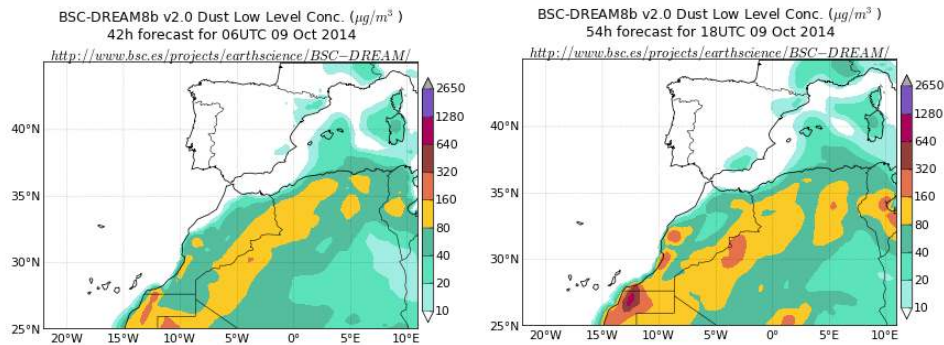 BSC-DREAM8b v2.0 Dust Low Level Conc. (μg/m³ )
42h forecast for 06UTC 09 Oct 2014
http://www.bsc.es/projects/earthscience/BSC−DREAM/
40°N
35°N
30°N
25°N
20°W
15°W
10°W
5°W
0°
5°E
10°E
2650
1280
640
320
160
80
40
20
10
BSC-DREAM8b v2.0 Dust Low Level Conc. (μg/m³ )
54h forecast for 18UTC 09 Oct 2014
http://www.bsc.es/projects/earthscience/BSC−DREAM/
40°N
35°N
30°N
25°N
20°W
15°W
10°W
5°W
0°
5°E
10°E
2650
1280
640
320
160
80
40
20
10